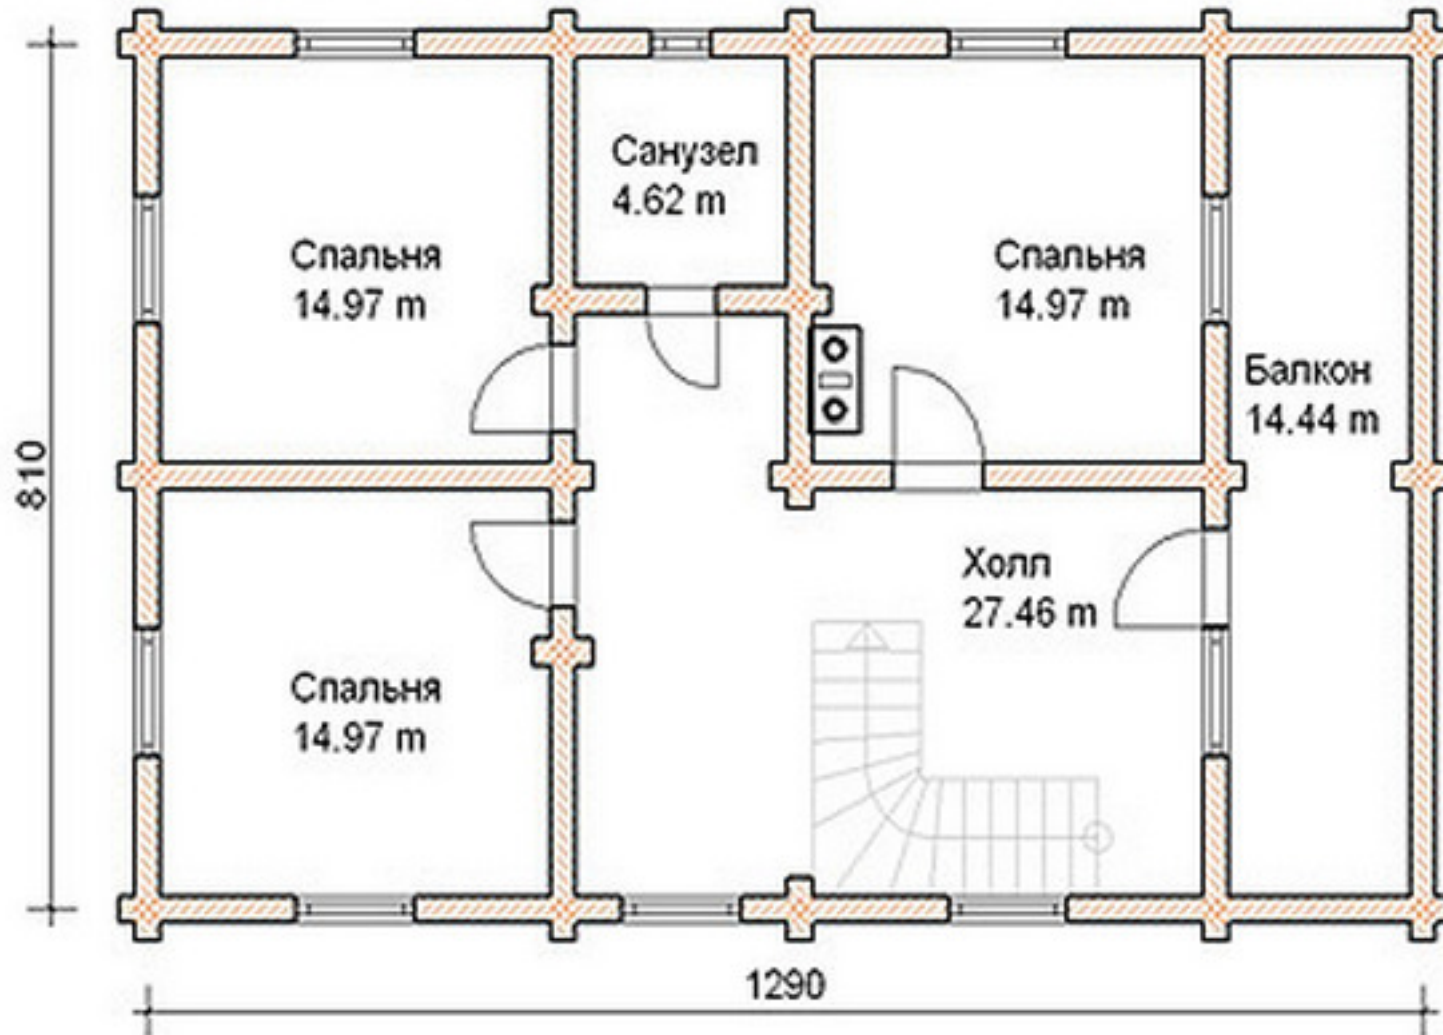 Санузел
4.62 m
Спальня
14.97 m
Спальня
14.97 m
Балкон
14.44 m
810
Холл
27.46 m
Спальня
14.97 m
1290